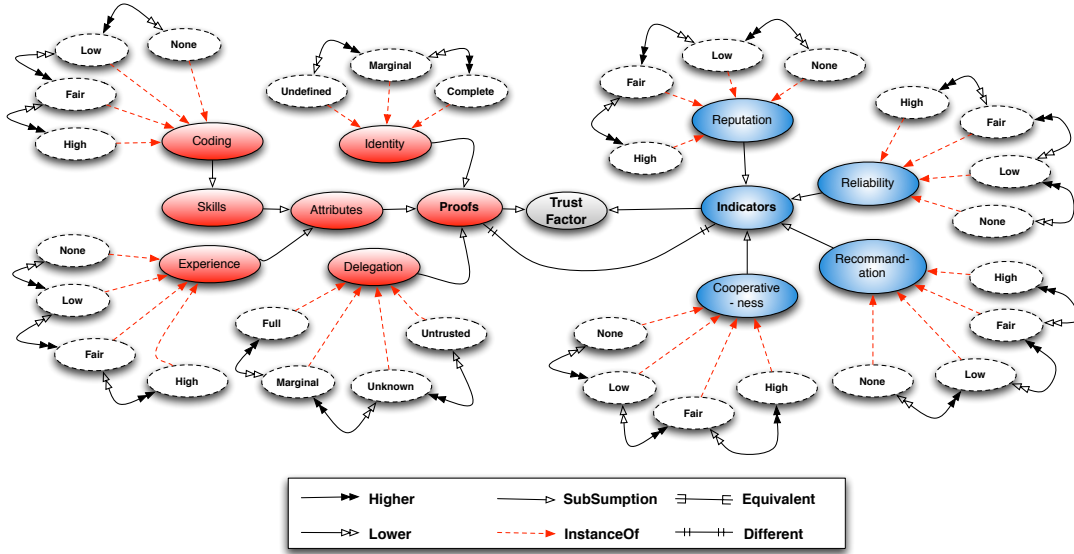 Low
None
Fair
High
Coding
Undefined
Marginal
Complete
Identity
Fair
Low
None
High
Reputation
High
Fair
Low
None
Reliability
Skills
Attributes
Proofs
Trust
Factor
Indicators
None
Low
Fair
High
Experience
Delegation
Full
Marginal
Unknown
Untrusted
Cooperative
- ness
None
Low
Fair
High
Recommand-
ation
High
Fair
Low
None
Higher
SubSumption
Equivalent
Lower
InstanceOf
Different